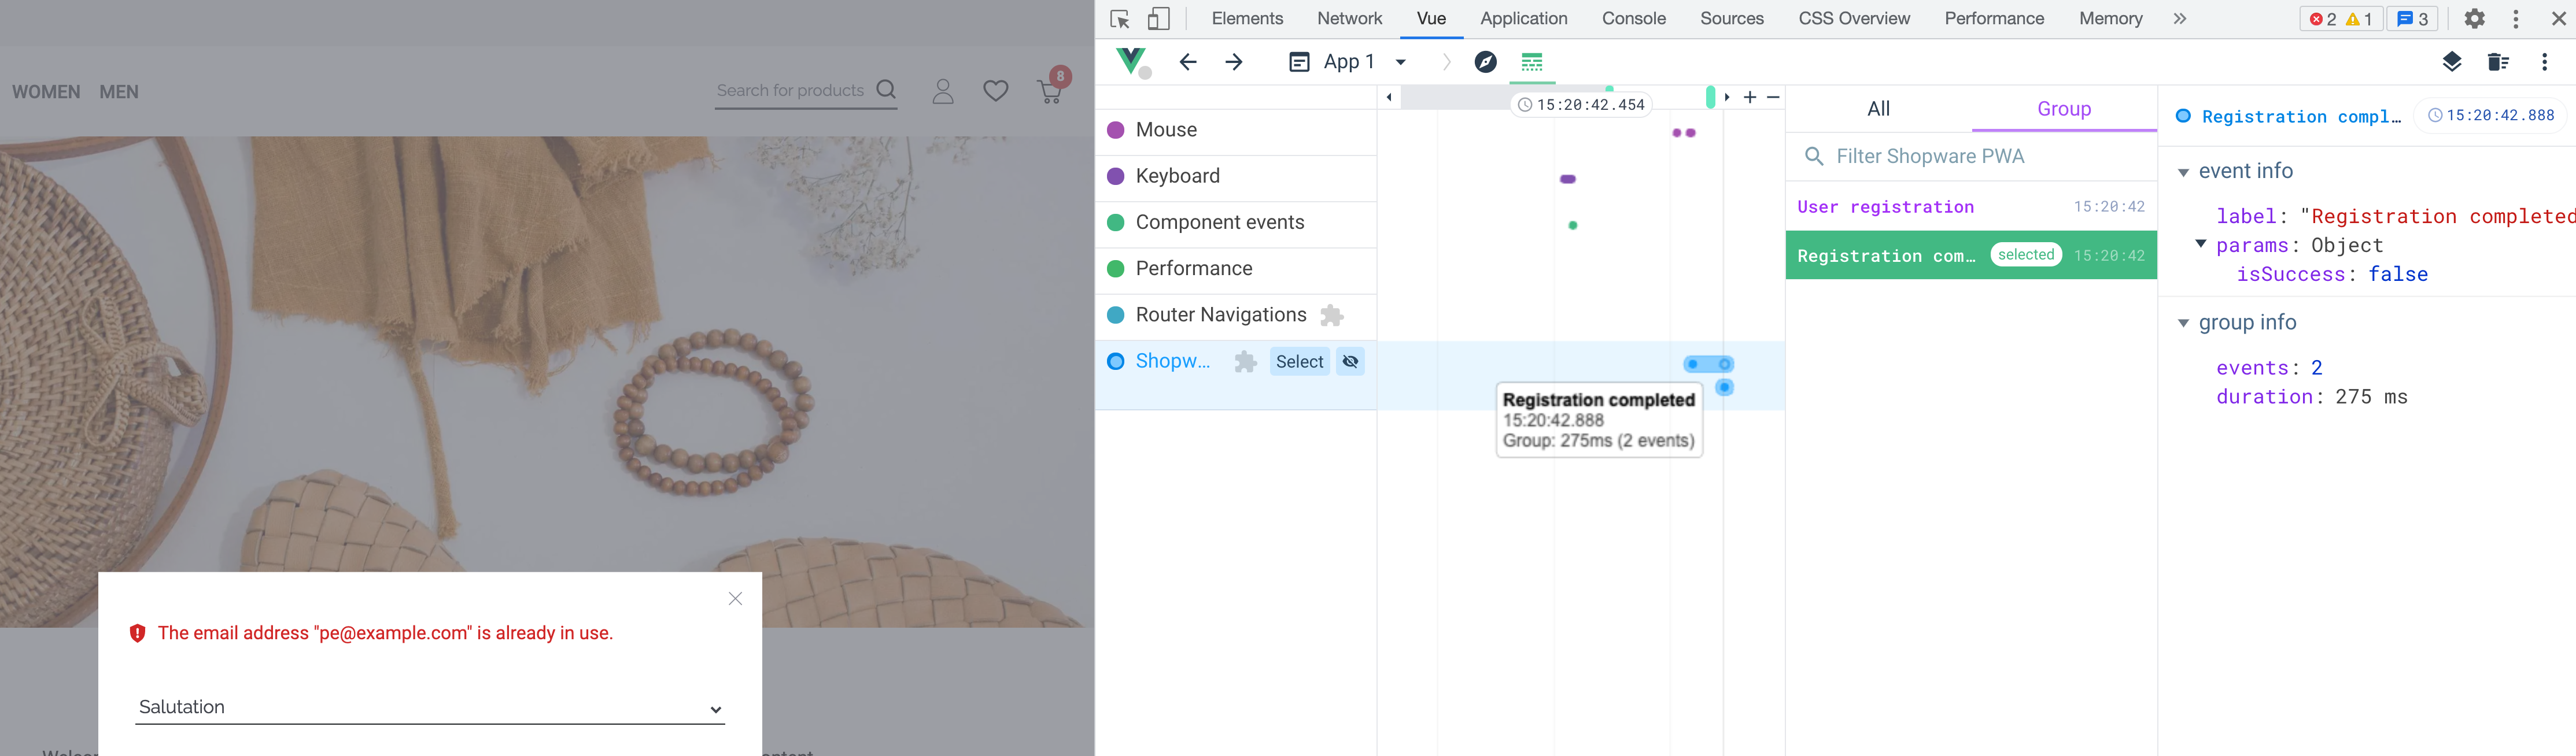 WOMEN MEN
Search for products
8
The email address "pe@example.com" is already in use.
Salutation
Elements Network Vue Application Console Sources CSS Overview Performance Memory
2 1 3
App 1
15:20:42.454
Mouse
Keyboard
Component events
Performance
Router Navigations
Shopw... Select
Registration completed
15:20:42.888
Group: 275ms (2 events)
All Group
Filter Shopware PWA
User registration 15:20:42
Registration com... selected 15:20:42
Registration compl... 15:20:42.888
event info
label: "Registration completed
params: Object
isSuccess: false
group info
events: 2
duration: 275 ms